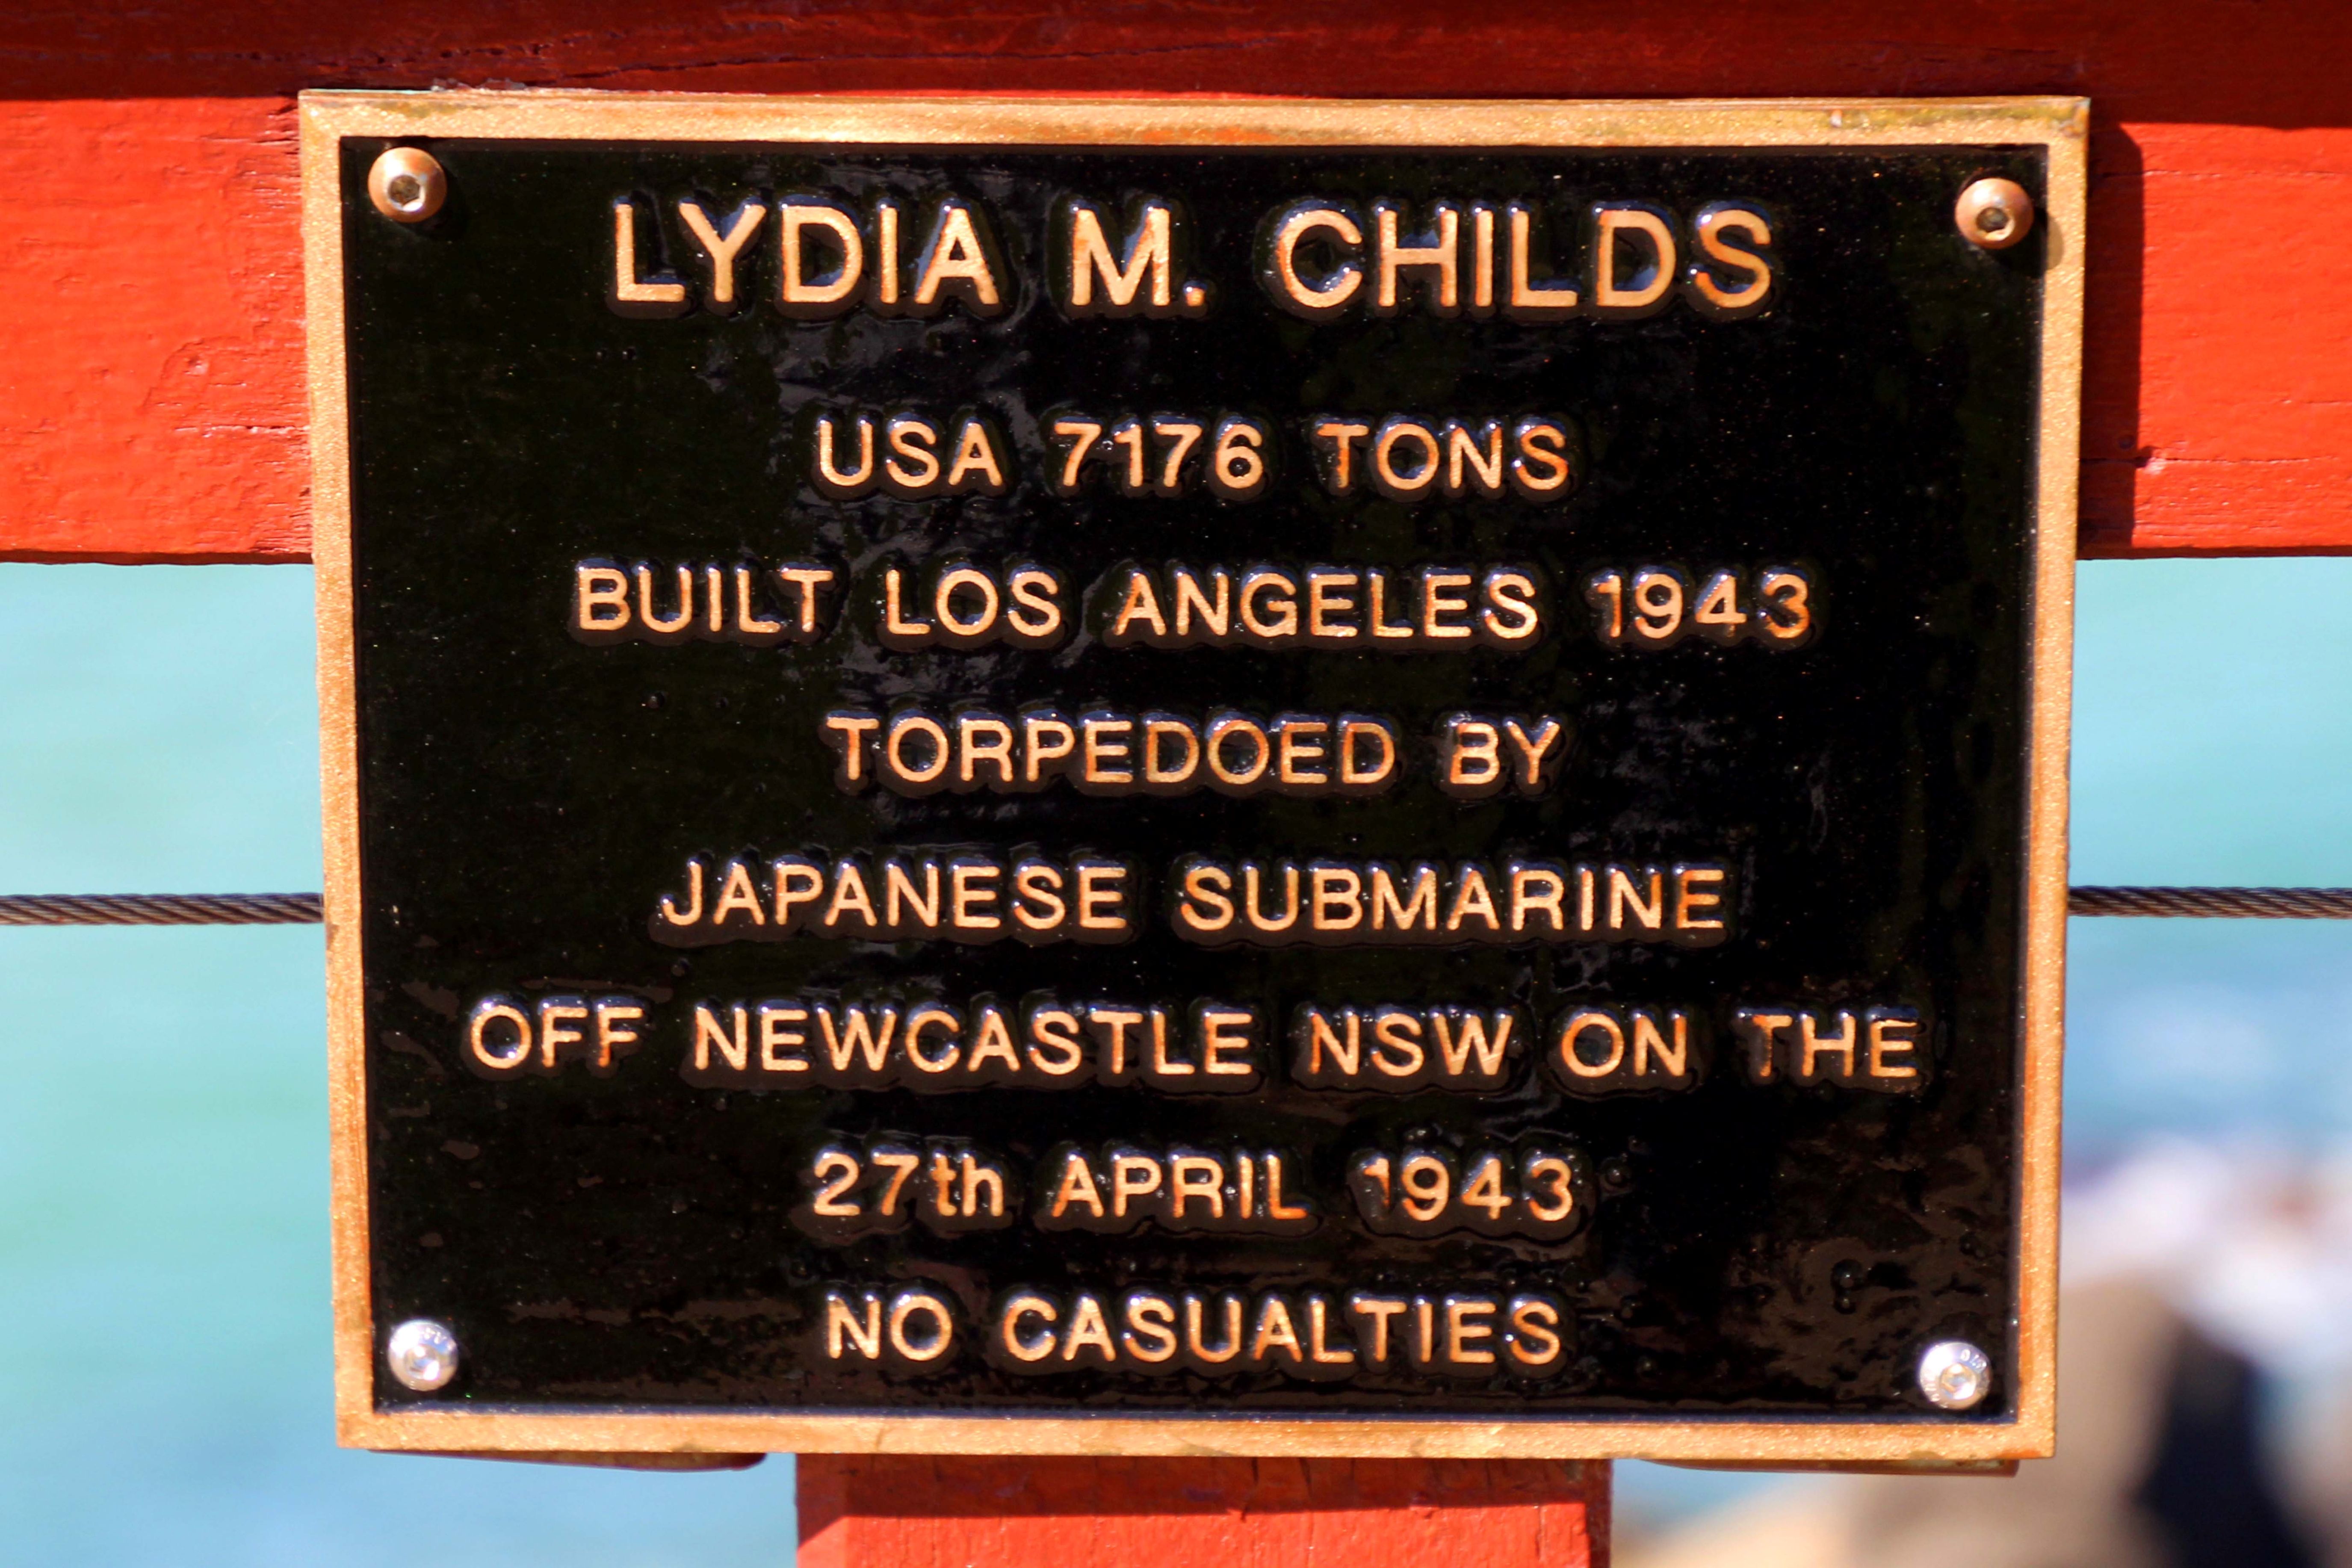 LYDIA M. CHILDS
USA 7176 TONS
BUILT LOS ANGELES 1943
TORPEDOED BY
JAPANESE SUBMARINE
OFF NEWCASTLE NSW ON THE
27th APRIL 1943
NO CASUALTIES